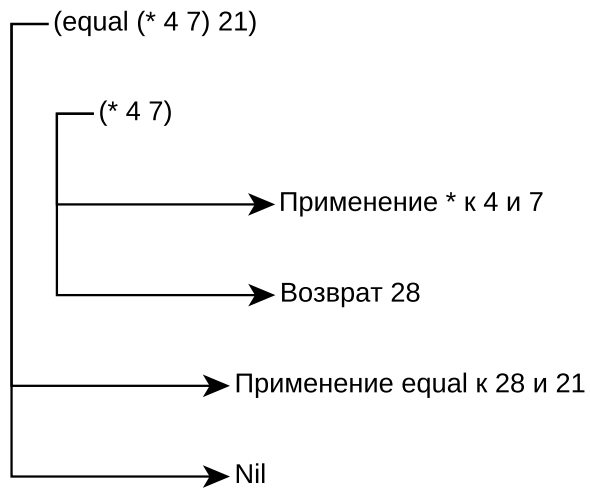 (equal (* 4 7) 21)
(* 4 7)
Применение * к 4 и 7
Возврат 28
Применение equal к 28 и 21
Nil